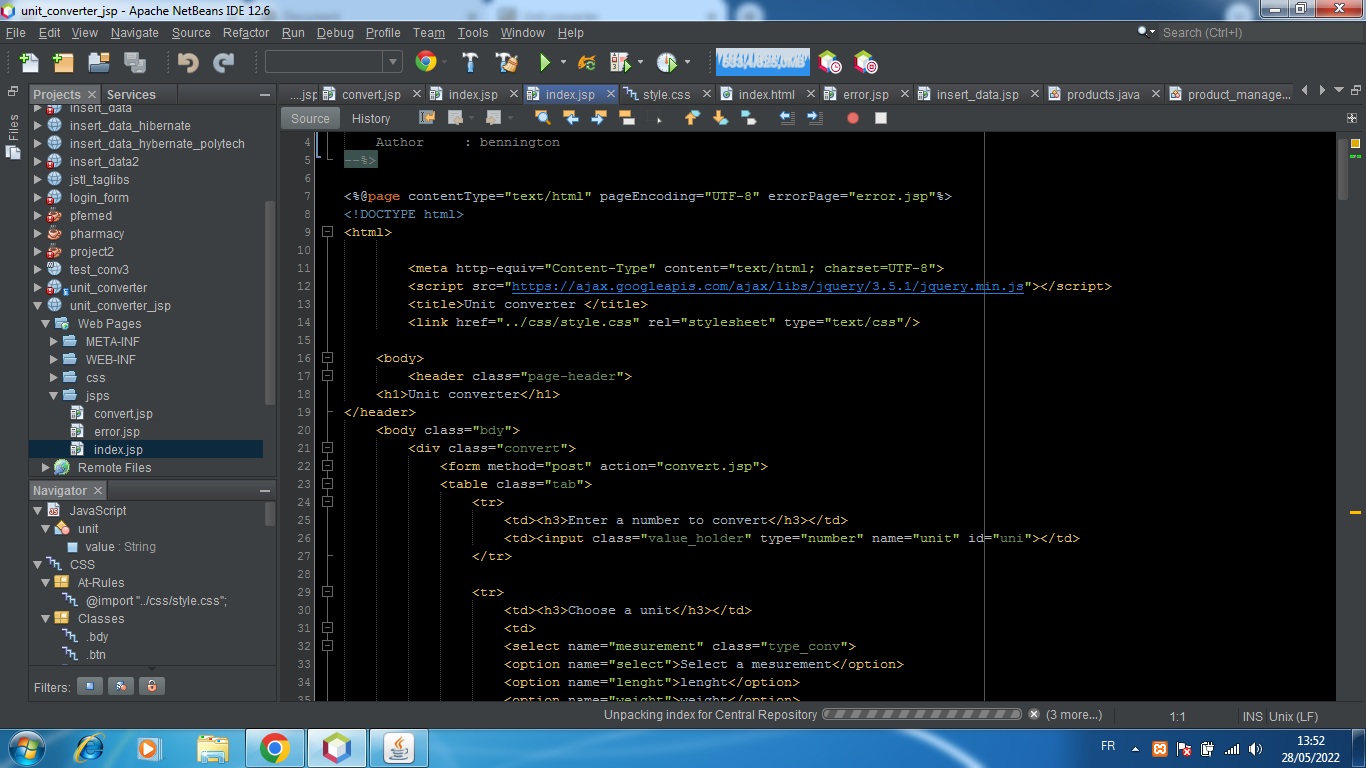 unit_converter_jsp - Apache NetBeans IDE 12.6
File Edit View Navigate Source Refactor Run Debug Profile Team Tools Window Help
Search (Ctrl+I)
Projects Services
....jsp convert.jsp index.jsp index.jsp style.css index.html error.jsp insert_data.jsp products.java product_manage...
Files
Source History
insert_data
insert_data_hibernate
insert_data_hybernate_polytech
insert_data2
jstl_taglibs
login_form
pfemed
pharmacy
project2
test_conv3
unit_converter
unit_converter_jsp
Web Pages
META-INF
WEB-INF
css
jsps
convert.jsp
error.jsp
index.jsp
Remote Files
Navigator
JavaScript
unit
value : String
CSS
At-Rules
@import "../css/style.css";
Classes
.bdy
.btn
Filters:
4 Author : bennington
5 --%>
6
7 <%@page contentType="text/html" pageEncoding="UTF-8" errorPage="error.jsp"%>
8 <!DOCTYPE html>
9 <html>
10
11 <meta http-equiv="Content-Type" content="text/html; charset=UTF-8">
12 <script src="https://ajax.googleapis.com/ajax/libs/jquery/3.5.1/jquery.min.js"></script>
13 <title>Unit converter </title>
14 <link href="../css/style.css" rel="stylesheet" type="text/css"/>
15
16 <body>
17 <header class="page-header">
18 <h1>Unit converter</h1>
19 </header>
20 <body class="bdy">
21 <div class="convert">
22 <form method="post" action="convert.jsp">
23 <table class="tab">
24 <tr>
25 <td><h3>Enter a number to convert</h3></td>
26 <td><input class="value_holder" type="number" name="unit" id="uni"></td>
27 </tr>
28
29 <tr>
30 <td><h3>Choose a unit</h3></td>
31 <td>
32 <select name="mesurement" class="type_conv">
33 <option name="select">Select a mesurement</option>
34 <option name="lenght">lenght</option>
35 <option name="weight">weight</option>
Unpacking index for Central Repository (3 more...) 1:1 INS Unix (LF)
FR 13:52
28/05/2022